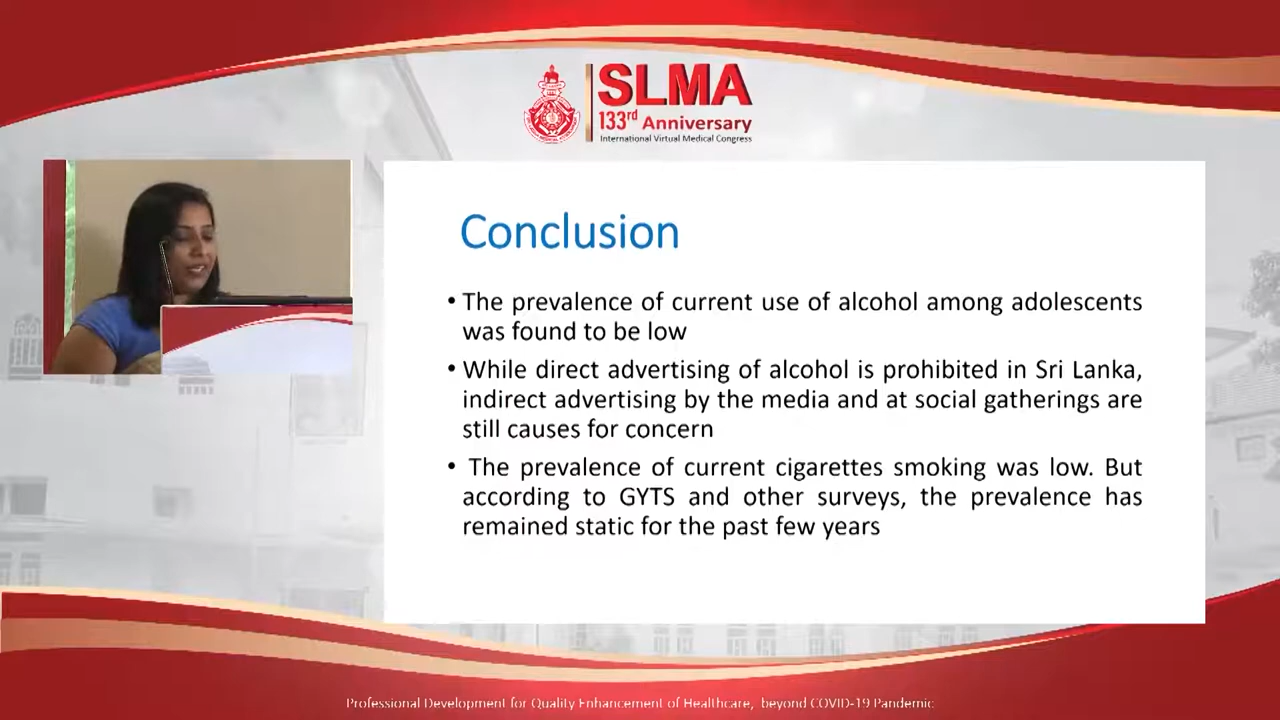 SLMA
133rd Anniversary
International Virtual Medical Congress
Conclusion
• The prevalence of current use of alcohol among adolescents
was found to be low
• While direct advertising of alcohol is prohibited in Sri Lanka,
indirect advertising by the media and at social gatherings are
still causes for concern
• The prevalence of current cigarettes smoking was low. But
according to GYTS and other surveys, the prevalence has
remained static for the past few years
Professional Development for Quality Enhancement of Healthcare, beyond COVID-19 Pandemic